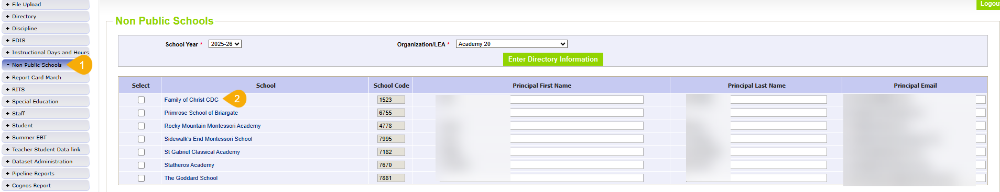 + File Upload
+ Directory
+ Discipline
+ EDIS
+ Instructional Days and Hours
- Non Public Schools
1
+ Report Card March
+ RITS
+ Special Education
+ Staff
+ Student
+ Summer EBT
+ Teacher Student Data link
+ Dataset Administration
+ Pipeline Reports
+ Cognos Report
Logou
Non Public Schools
School Year * 2025-26 Organization/LEA * Academy 20
Enter Directory Information
Select School School Code Principal First Name Principal Last Name Principal Email
Family of Christ CDC 2 1523
Primrose School of Briargate 6755
Rocky Mountain Montessori Academy 4778
Sidewalk's End Montessori School 7995
St Gabriel Classical Academy 7182
Statheros Academy 7670
The Goddard School 7881